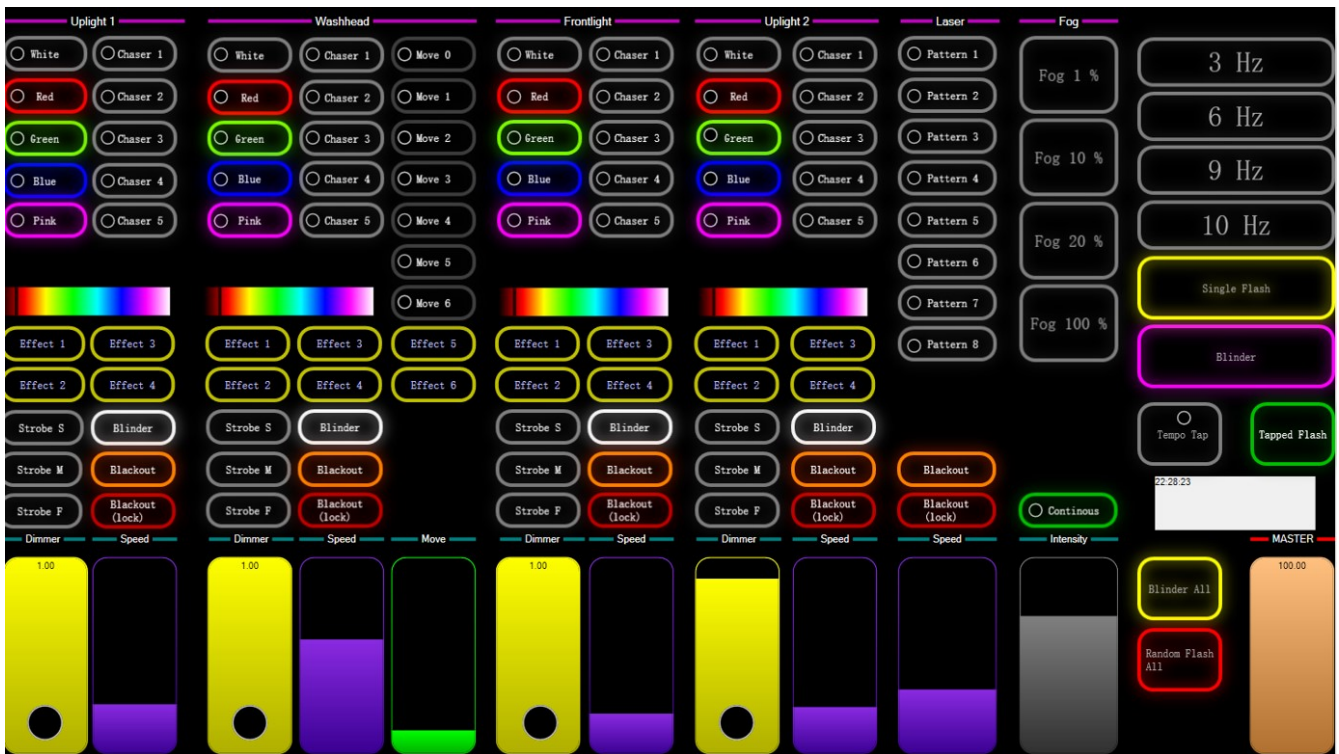 Uplight 1
Washhead
Frontlight
Uplight 2
Laser
Fog
White
Chaser 1
White
Chaser 1
Move 0
White
Chaser 1
White
Chaser 1
Pattern 1
Fog 1 %
3 Hz
Red
Chaser 2
Red
Chaser 2
Move 1
Red
Chaser 2
Red
Chaser 2
Pattern 2
6 Hz
Green
Chaser 3
Green
Chaser 3
Move 2
Green
Chaser 3
Green
Chaser 3
Pattern 3
Fog 10 %
9 Hz
Blue
Chaser 4
Blue
Chaser 4
Move 3
Blue
Chaser 4
Blue
Chaser 4
Pattern 4
Pink
Chaser 5
Pink
Chaser 5
Move 4
Pink
Chaser 5
Pink
Chaser 5
Pattern 5
Fog 20 %
10 Hz
Move 5
Pattern 6
Single Flash
Move 6
Pattern 7
Fog 100 %
Effect 1
Effect 3
Effect 1
Effect 3
Effect 5
Effect 1
Effect 3
Effect 1
Effect 3
Pattern 8
Blinder
Effect 2
Effect 4
Effect 2
Effect 4
Effect 6
Effect 2
Effect 4
Effect 2
Effect 4
Strobe S
Blinder
Strobe S
Blinder
Strobe S
Blinder
Strobe S
Blinder
Tempo Tap
Tapped Flash
Strobe M
Blackout
Strobe M
Blackout
Strobe M
Blackout
Strobe M
Blackout
Blackout
22:28:23
Strobe F
Blackout
(lock)
Strobe F
Blackout
(lock)
Strobe F
Blackout
(lock)
Strobe F
Blackout
(lock)
Blackout
(lock)
Continous
Dimmer
Speed
Dimmer
Speed
Move
Dimmer
Speed
Dimmer
Speed
Speed
Intensity
MASTER
1.00
1.00
1.00
100.00
Blinder All
Random Flash
All